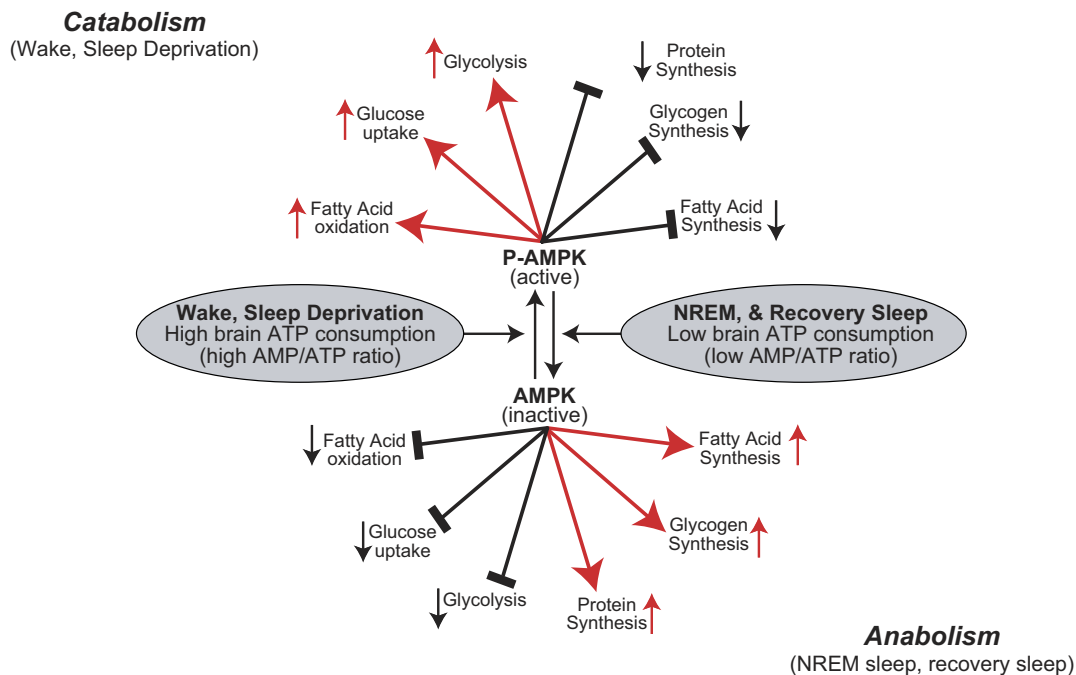 Catabolism
(Wake, Sleep Deprivation)
Glycolysis
Protein
Synthesis
Glucose
uptake
Glycogen
Synthesis
Fatty Acid
oxidation
Fatty Acid
Synthesis
P-AMPK
(active)
Wake, Sleep Deprivation
High brain ATP consumption
(high AMP/ATP ratio)
NREM, & Recovery Sleep
Low brain ATP consumption
(low AMP/ATP ratio)
AMPK
(inactive)
Fatty Acid
oxidation
Fatty Acid
Synthesis
Glucose
uptake
Glycogen
Synthesis
Glycolysis
Protein
Synthesis
Anabolism
(NREM sleep, recovery sleep)